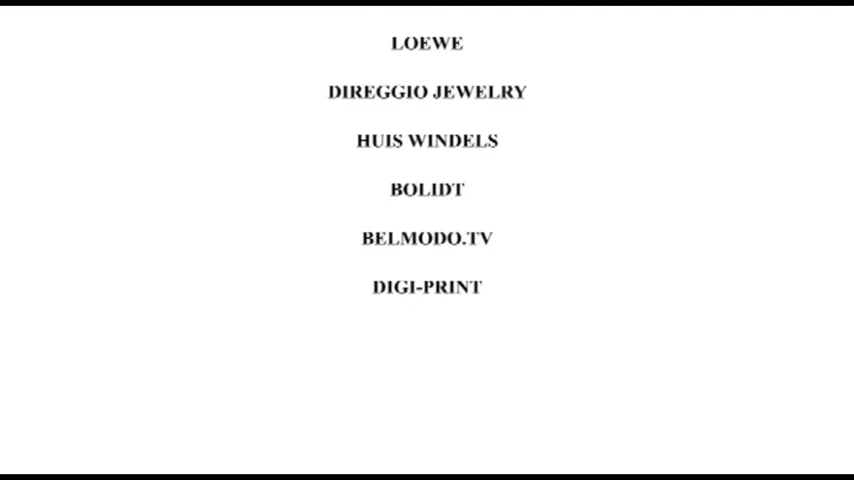 LOEWE
DIREGGIO JEWELRY
HUIS WINDELS
BOLIDT
BELMODO.TV
DIGI-PRINT